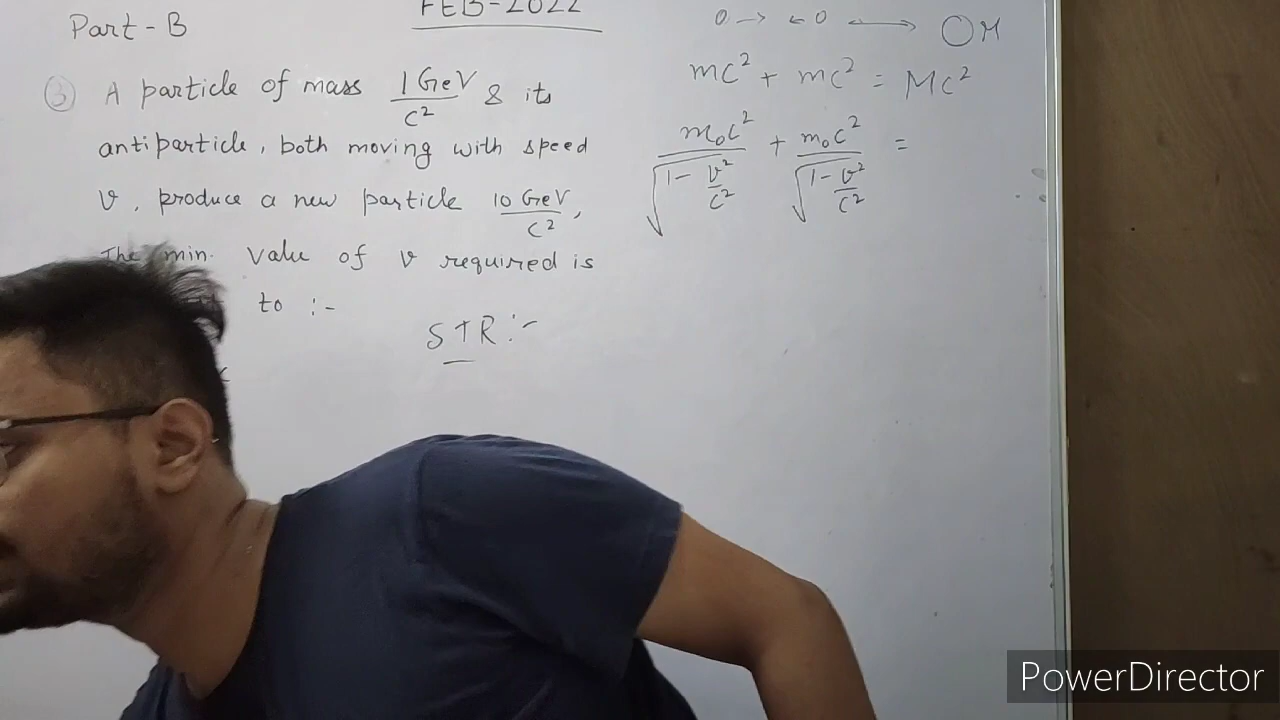 Part-B
FEB-2022
③ A particle of mass 1 GeV/c² & its
antiparticle, both moving with speed
v, produce a new particle 10 GeV/c²,
The min. value of v required is
to :-
STR :-
0 → ← 0 ⟷ ○ M
mc² + mc² = Mc²
m₀c²/√(1 - v²/c²) + m₀c²/√(1 - v²/c²) =
PowerDirector